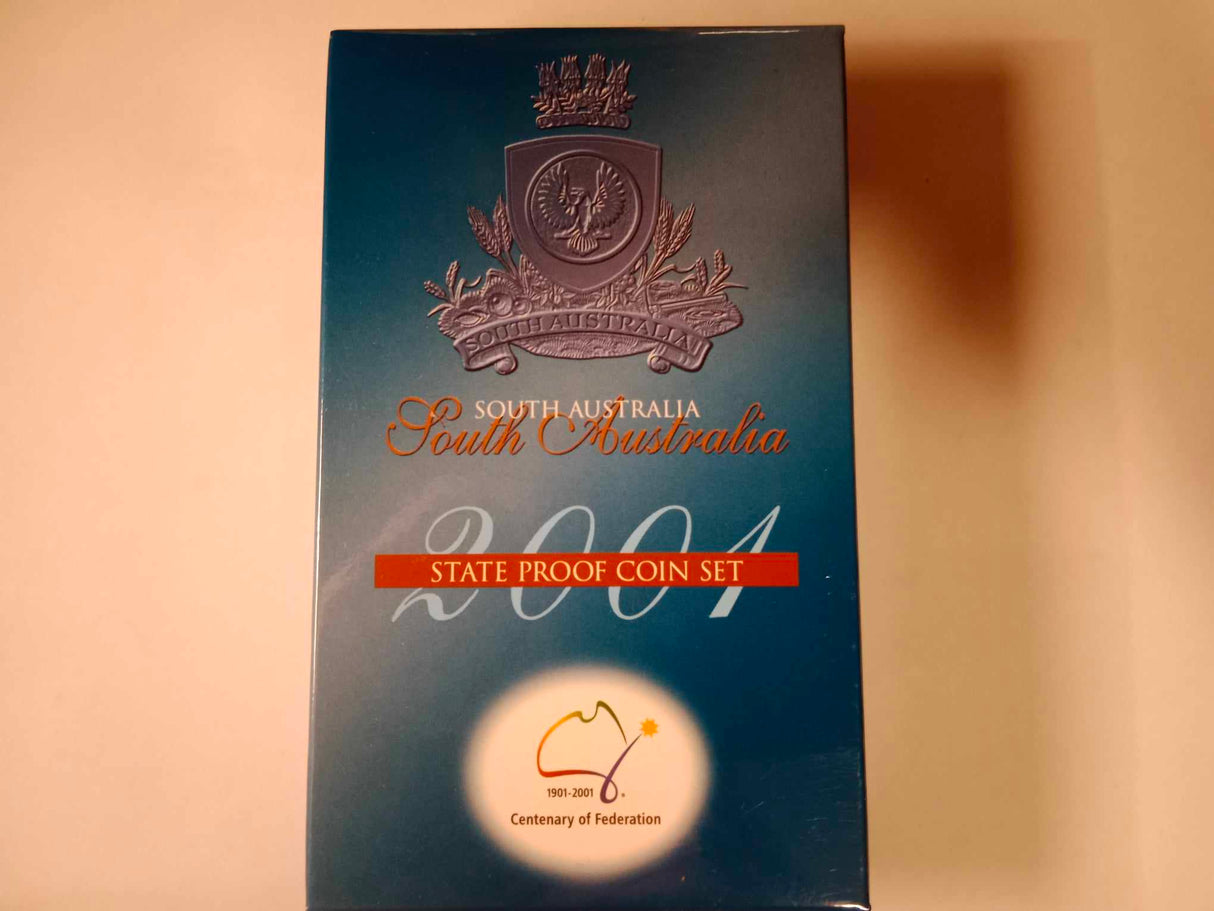 SOUTH AUSTRALIA
SOUTH AUSTRALIA
South Australia
2001
STATE PROOF COIN SET
1901-2001
Centenary of Federation